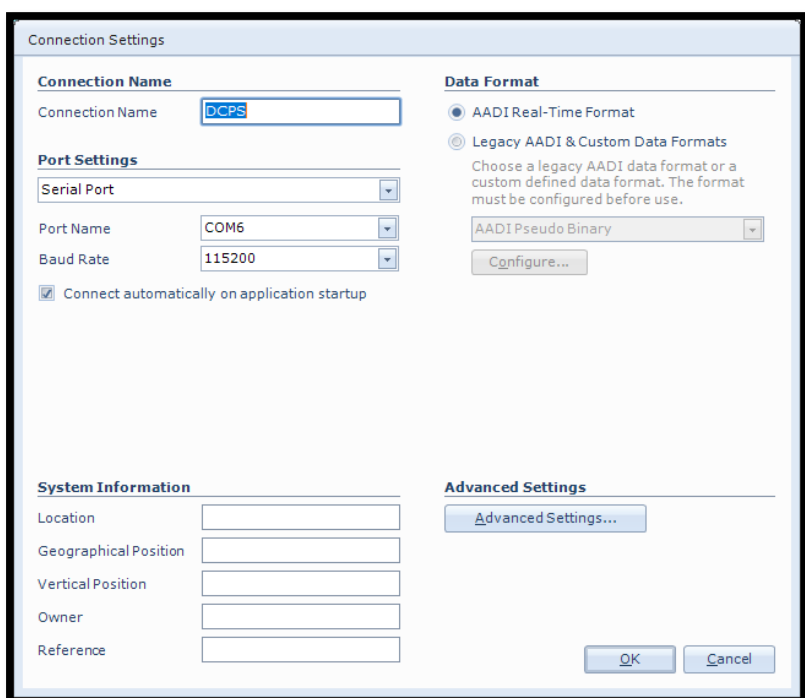 Connection Settings
Connection Name
Connection Name
DCPS
Port Settings
Serial Port
Port Name
COM6
Baud Rate
115200
Connect automatically on application startup
Data Format
AADI Real-Time Format
Legacy AADI & Custom Data Formats
Choose a legacy AADI data format or a
custom defined data format. The format
must be configured before use.
AADI Pseudo Binary
Configure...
System Information
Location
Geographical Position
Vertical Position
Owner
Reference
Advanced Settings
Advanced Settings...
OK
Cancel